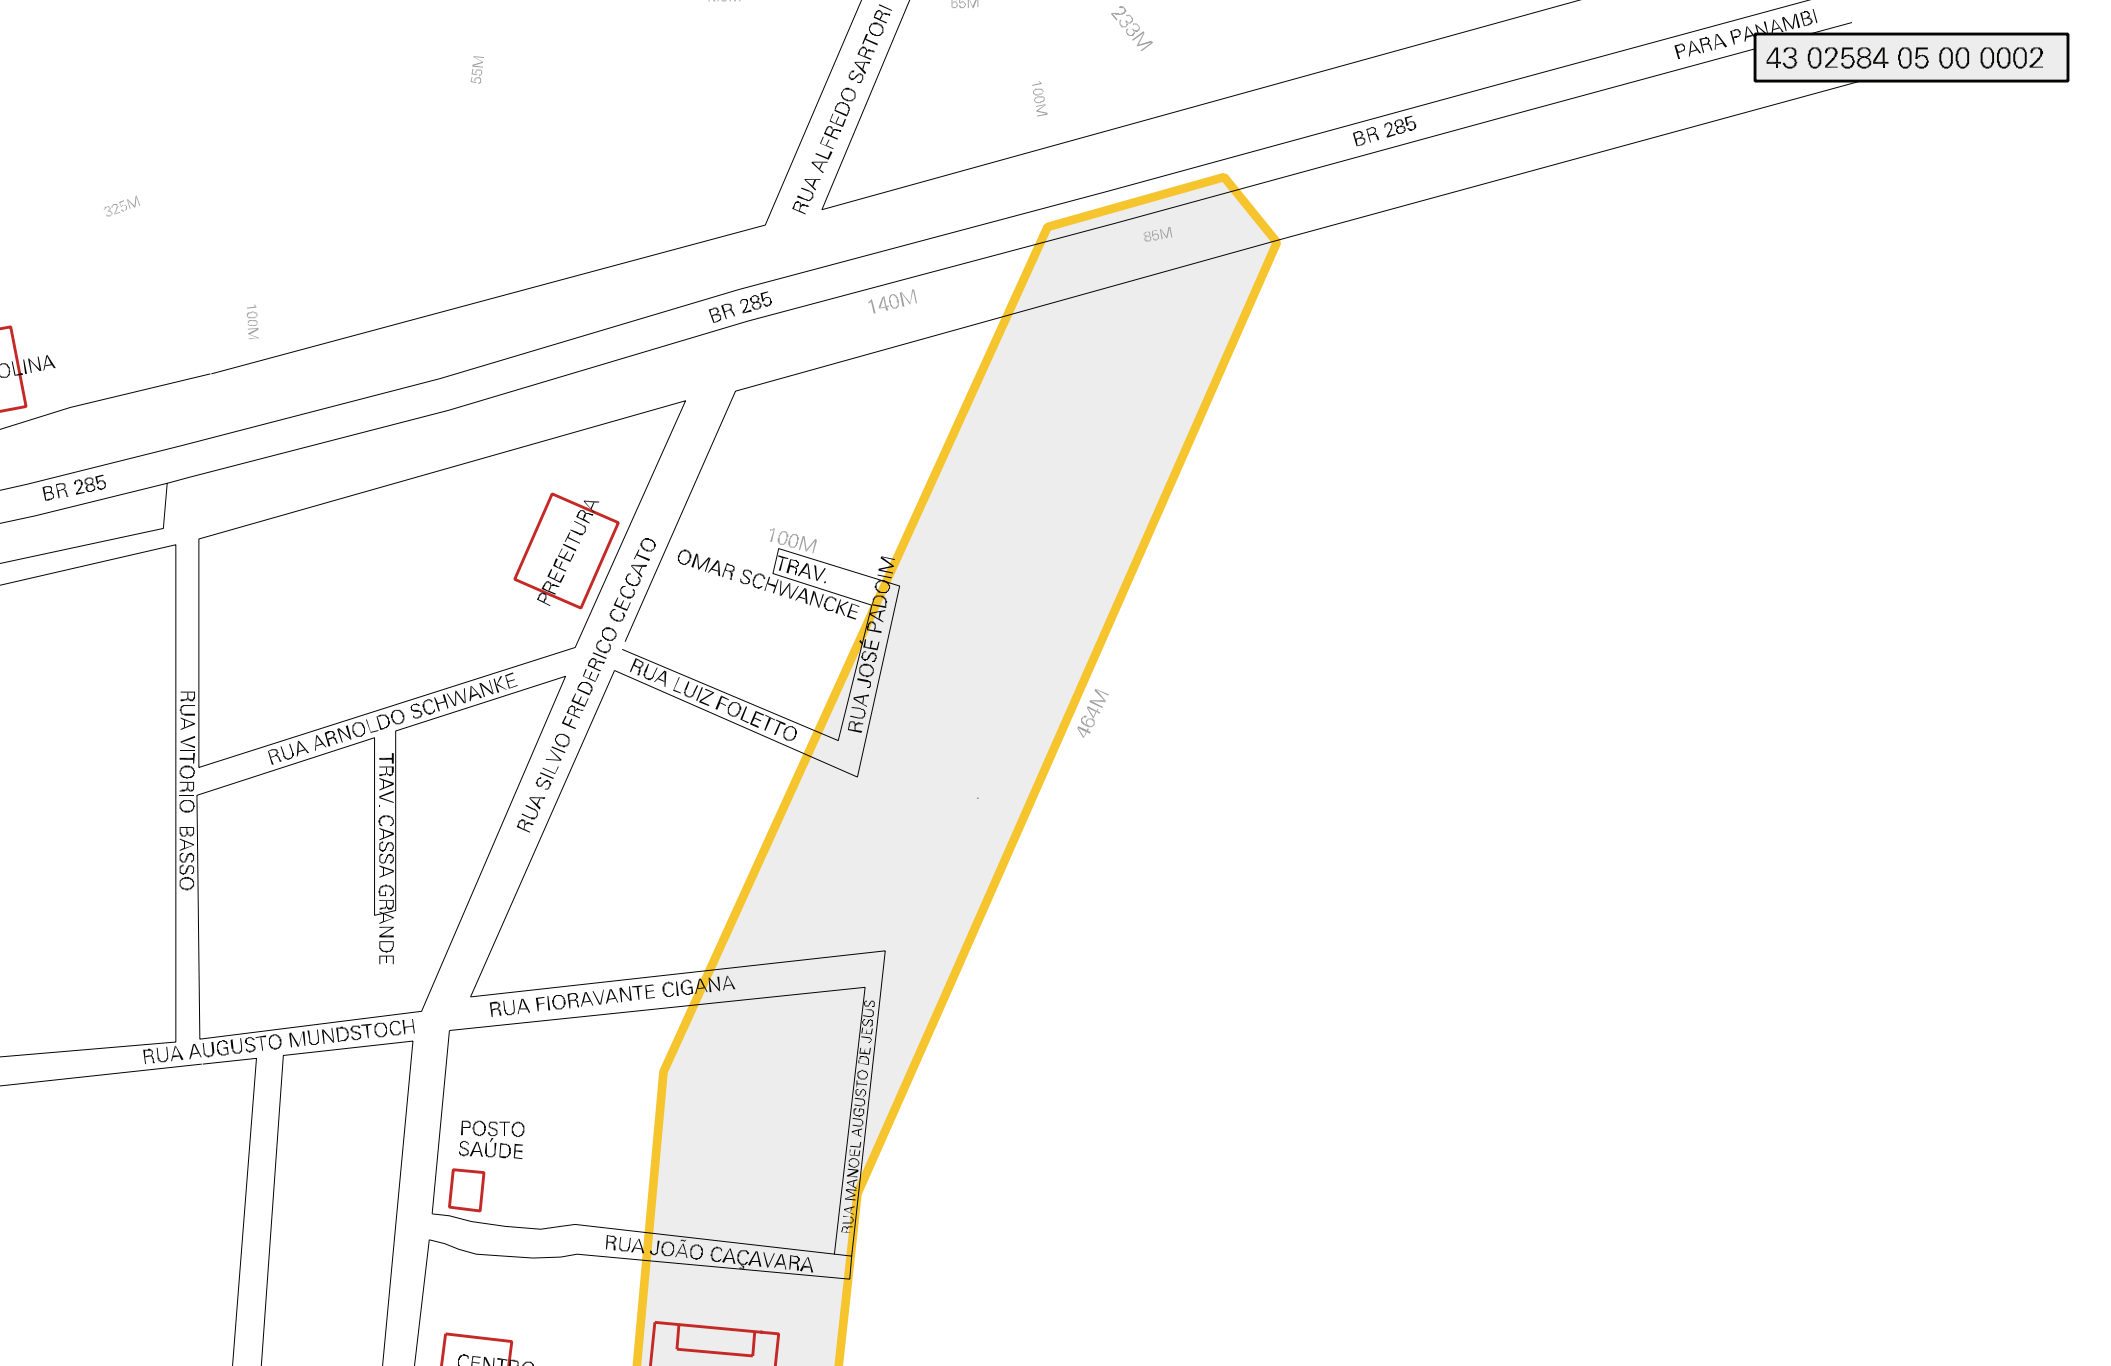 65M
233M
PARA PANAMBI
43 02584 05 00 0002
55M
RUA ALFREDO SARTORI
100M
BR 285
325M
85M
BR 285
140M
100M
OLINA
BR 285
PREFEITURA
100M
TRAV.
OMAR SCHWANCKE
RUA JOSÉ PADOIM
RUA SILVIO FREDERICO CECCATO
RUA LUIZ FOLETTO
RUA ARNOLDO SCHWANKE
464M
RUA VITORIO BASSO
TRAV. CASSA GRANDE
RUA FIORAVANTE CIGANA
RUA AUGUSTO MUNDSTOCH
RUA MANOEL AUGUSTO DE JESUS
POSTO
SAÚDE
RUA JOÃO CAÇAVARA
CENTRO